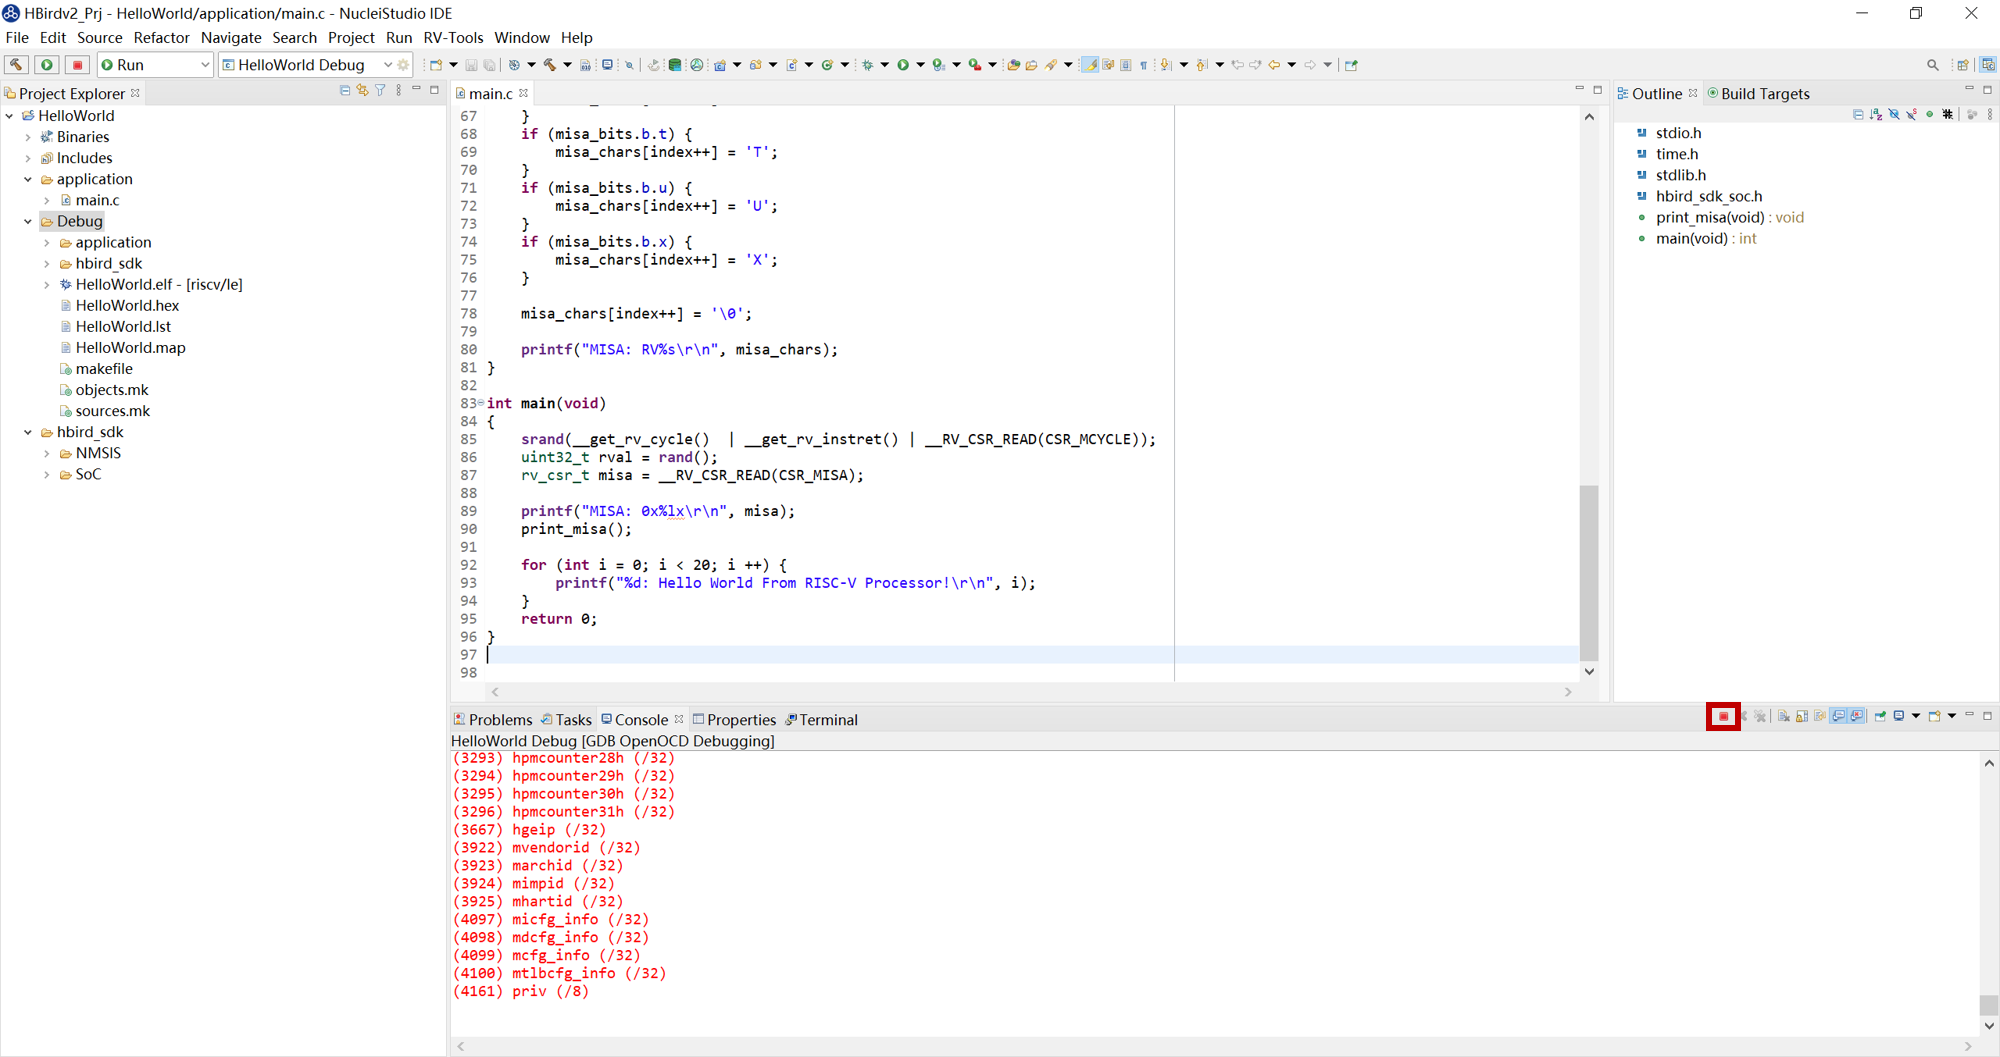 HBirdv2_Prj - HelloWorld/application/main.c - NucleiStudio IDE
File Edit Source Refactor Navigate Search Project Run RV-Tools Window Help
Run HelloWorld Debug
Project Explorer
HelloWorld
Binaries
Includes
application
main.c
Debug
application
hbird_sdk
HelloWorld.elf - [riscv/le]
HelloWorld.hex
HelloWorld.lst
HelloWorld.map
makefile
objects.mk
sources.mk
hbird_sdk
NMSIS
SoC
main.c
67 }
68 if (misa_bits.b.t) {
69 misa_chars[index++] = 'T';
70 }
71 if (misa_bits.b.u) {
72 misa_chars[index++] = 'U';
73 }
74 if (misa_bits.b.x) {
75 misa_chars[index++] = 'X';
76 }
77
78 misa_chars[index++] = '\0';
79
80 printf("MISA: RV%s\r\n", misa_chars);
81 }
82
83 int main(void)
84 {
85 srand(__get_rv_cycle()  | __get_rv_instret() | __RV_CSR_READ(CSR_MCYCLE));
86 uint32_t rval = rand();
87 rv_csr_t misa = __RV_CSR_READ(CSR_MISA);
88
89 printf("MISA: 0x%lx\r\n", misa);
90 print_misa();
91
92 for (int i = 0; i < 20; i ++) {
93 printf("%d: Hello World From RISC-V Processor!\r\n", i);
94 }
95 return 0;
96 }
97
98
Outline Build Targets
stdio.h
time.h
stdlib.h
hbird_sdk_soc.h
print_misa(void) : void
main(void) : int
Problems Tasks Console Properties Terminal
HelloWorld Debug [GDB OpenOCD Debugging]
(3293) hpmcounter28h (/32)
(3294) hpmcounter29h (/32)
(3295) hpmcounter30h (/32)
(3296) hpmcounter31h (/32)
(3667) hgeip (/32)
(3922) mvendorid (/32)
(3923) marchid (/32)
(3924) mimpid (/32)
(3925) mhartid (/32)
(4097) micfg_info (/32)
(4098) mdcfg_info (/32)
(4099) mcfg_info (/32)
(4100) mtlbcfg_info (/32)
(4161) priv (/8)